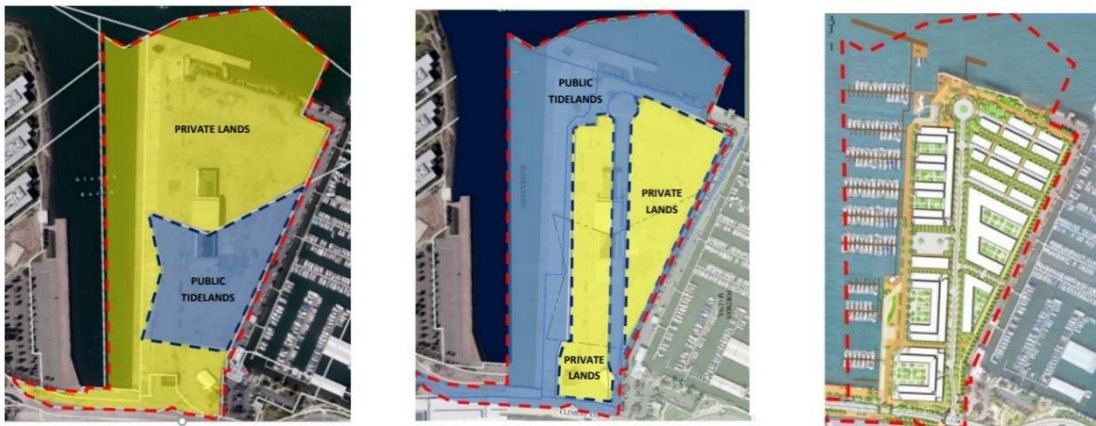 PRIVATE LANDS
PUBLIC
TIDELANDS
PUBLIC
TIDELANDS
PRIVATE
LANDS
PRIVATE
LANDS